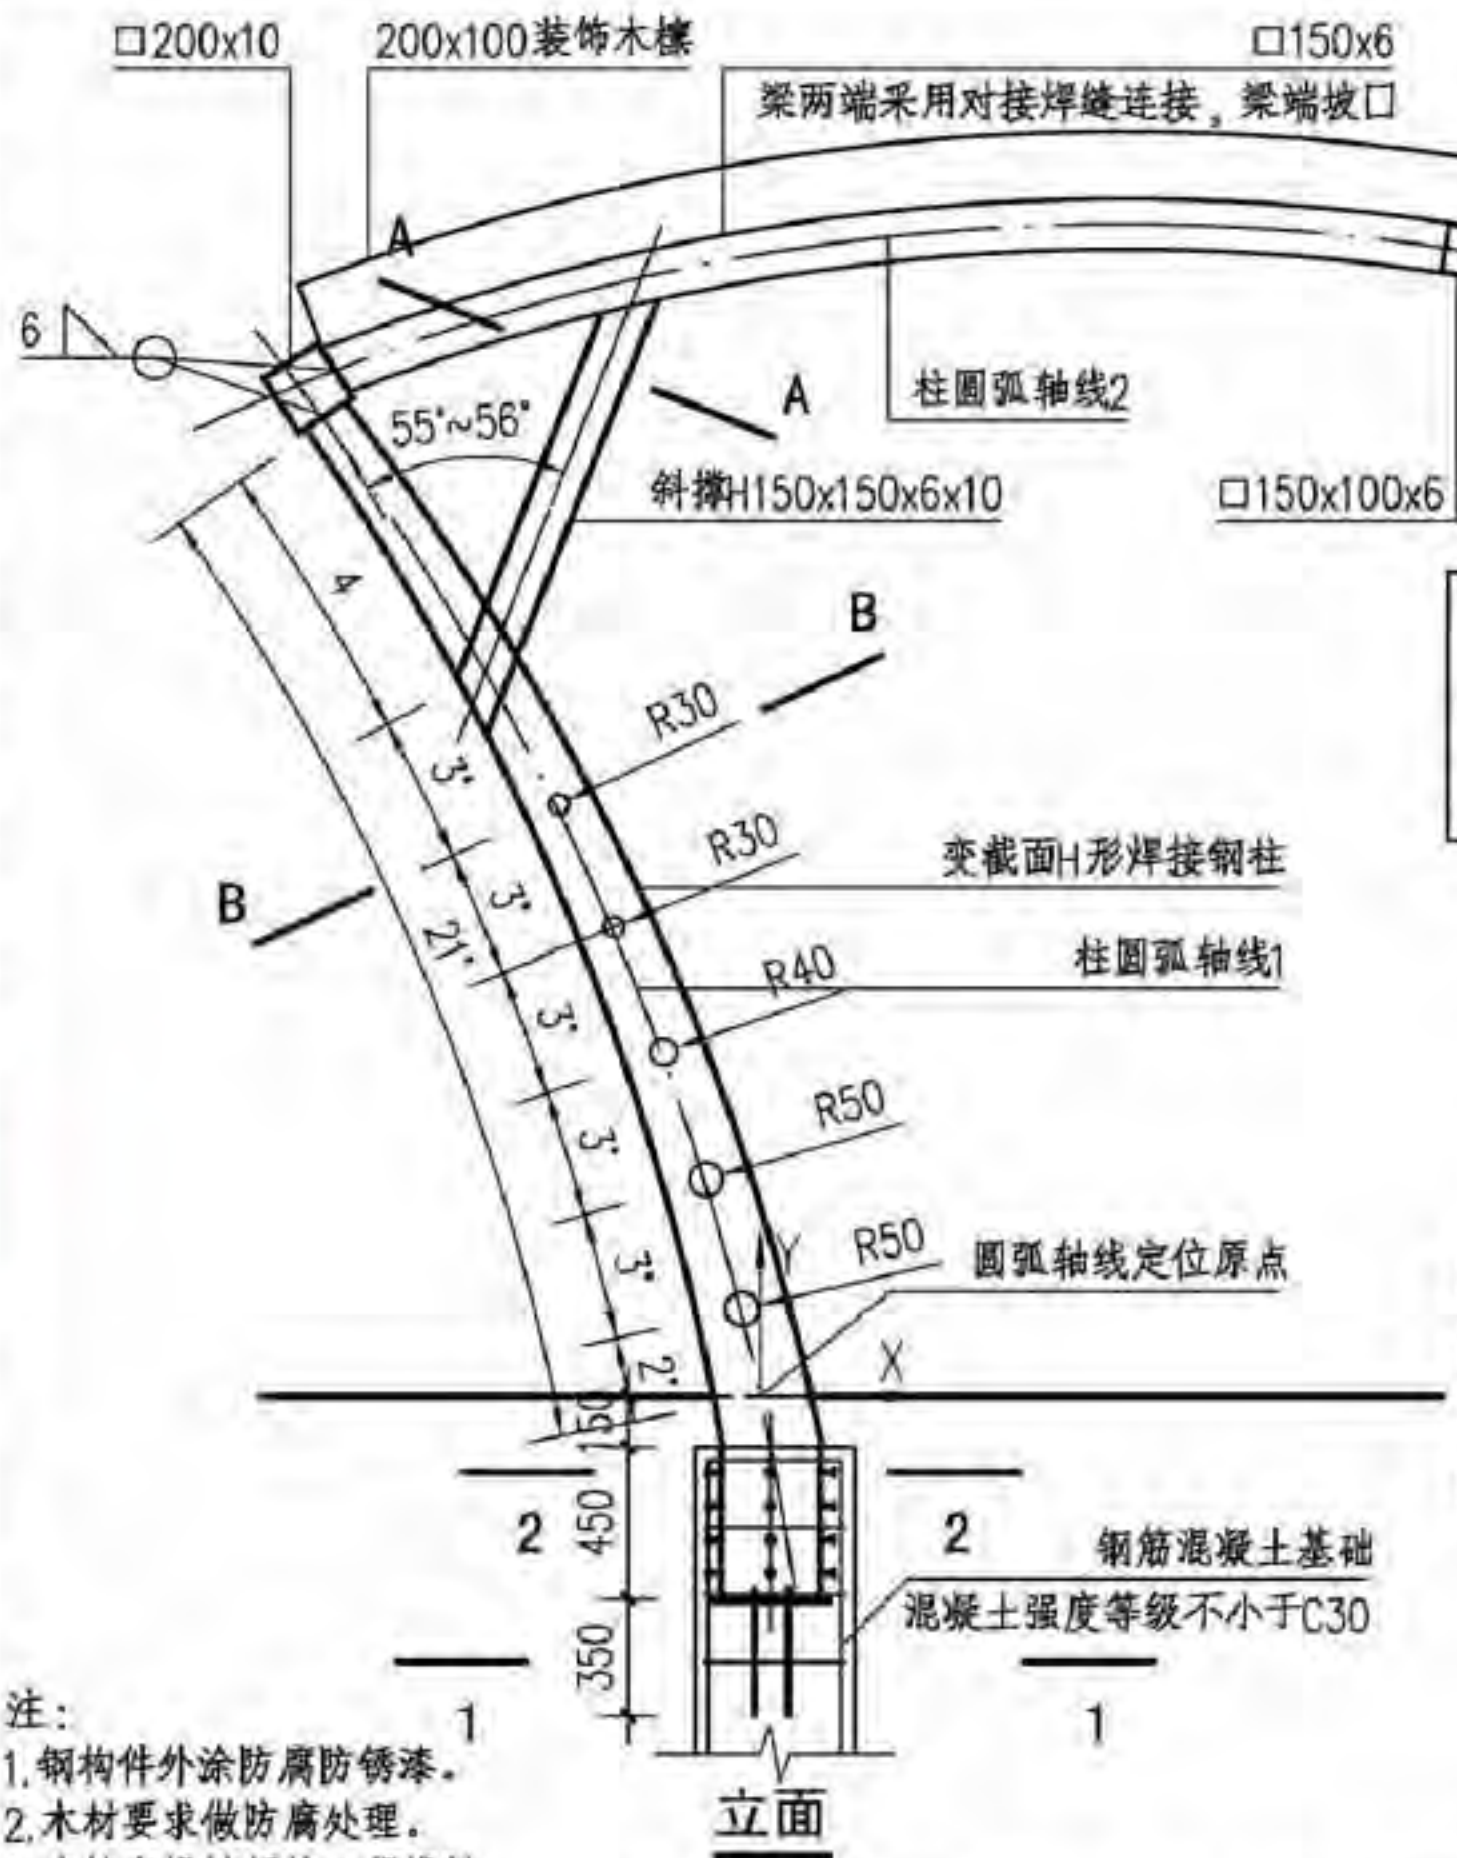 □200x10
200x100装饰木檩
□150x6
梁两端采用对接焊缝连接，梁端坡口
A
6
55°~56°
A
柱圆弧轴线2
斜撑H150x150x6x10
□150x100x6
4
B
R30
3°
R30
变截面H形焊接钢柱
B
3°
21°
柱圆弧轴线1
R40
3°
R50
3°
Y
R50
圆弧轴线定位原点
3°
X
2°
150
2
450
2
钢筋混凝土基础
混凝土强度等级不小于C30
350
1
1
注：
1.钢构件外涂防腐防锈漆。
2.木材要求做防腐处理。
立面